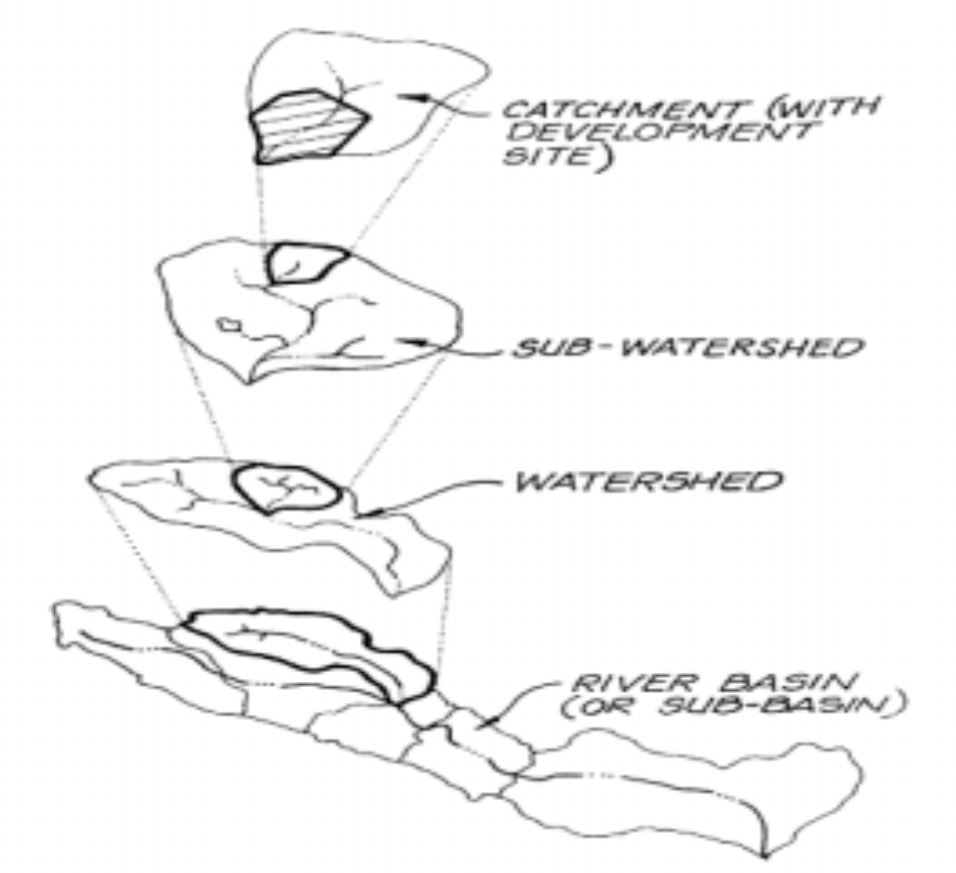 CATCHMENT (WITH
DEVELOPMENT
SITE)
SUB-WATERSHED
WATERSHED
RIVER BASIN
(OR SUB-BASIN)